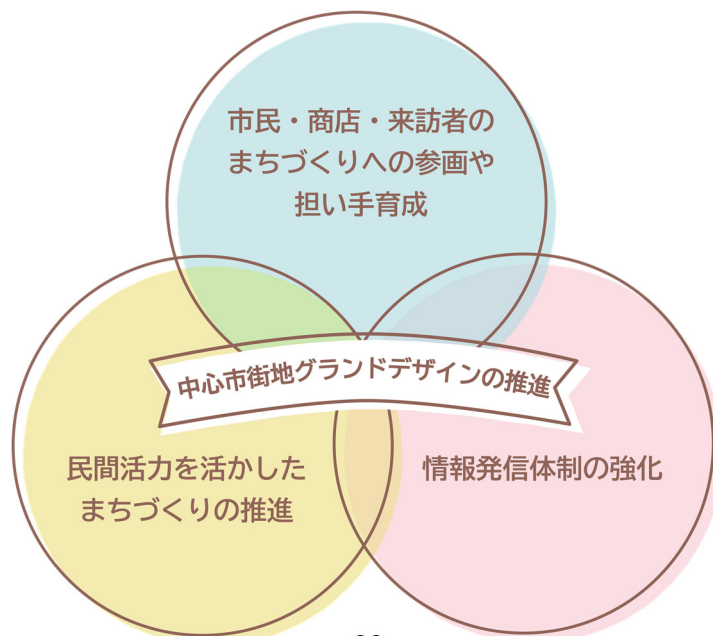 市民・商店・来訪者の
まちづくりへの参画や
担い手育成
中心市街地グランドデザインの推進
民間活力を活かした
まちづくりの推進
情報発信体制の強化